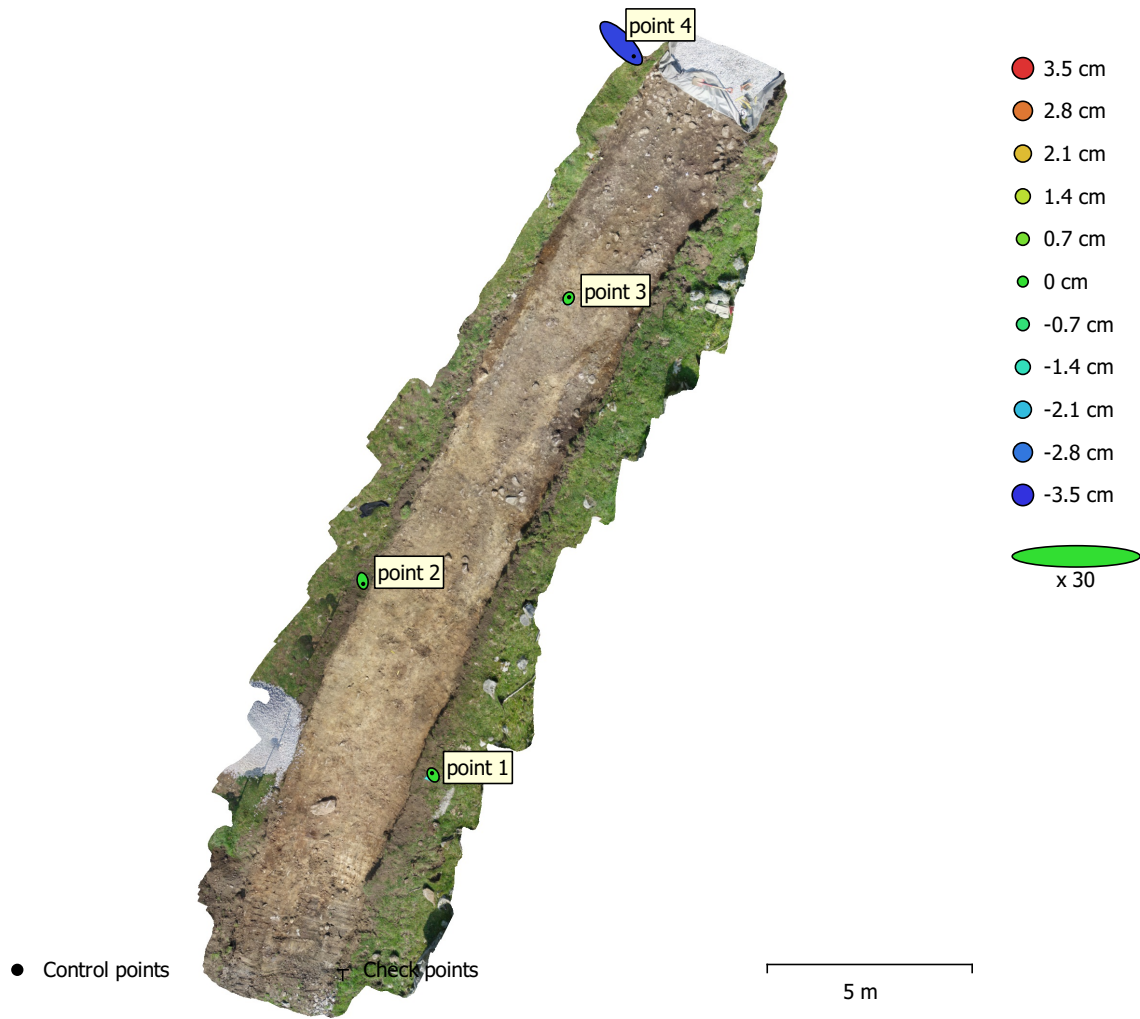 point 4
3.5 cm
2.8 cm
2.1 cm
1.4 cm
0.7 cm
point 3
0 cm
-0.7 cm
-1.4 cm
-2.1 cm
-2.8 cm
-3.5 cm
point 2
x 30
point 1
Control points
Check points
5 m